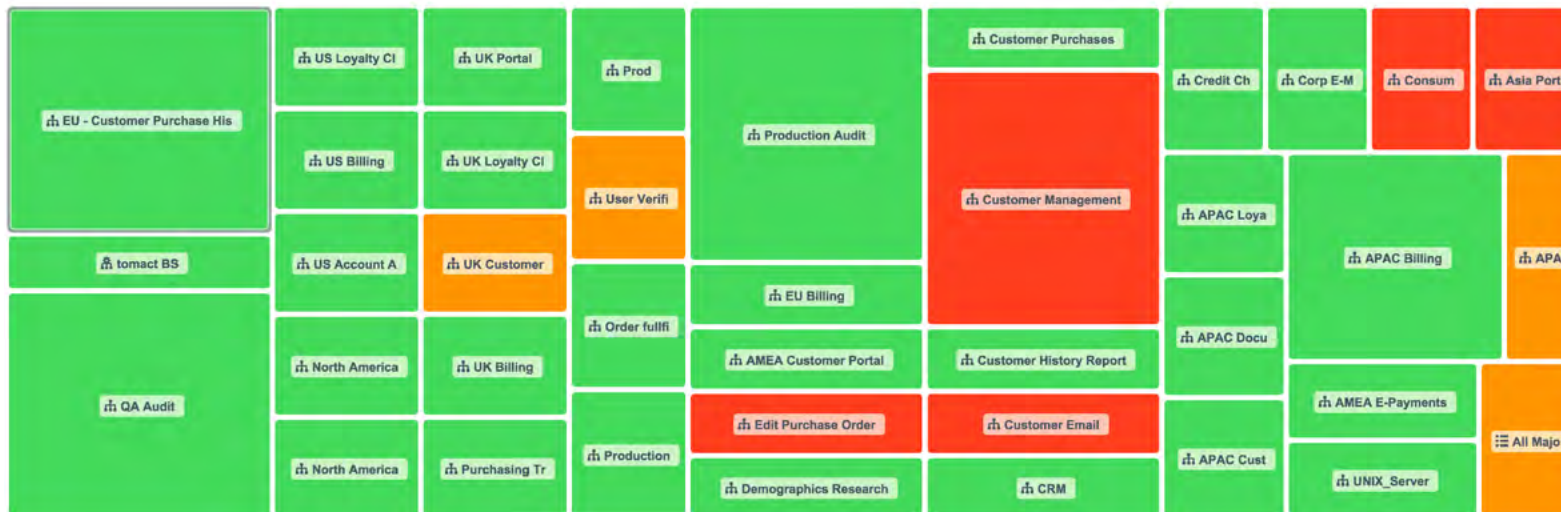 EU - Customer Purchase His
tomact BS
QA Audit
US Loyalty Cl
US Billing
US Account A
North America
North America
UK Portal
UK Loyalty Cl
UK Customer
UK Billing
Purchasing Tr
Prod
User Verifi
Order fullfi
Production
Production Audit
EU Billing
AMEA Customer Portal
Edit Purchase Order
Demographics Research
Customer Purchases
Customer Management
Customer History Report
Customer Email
CRM
Credit Ch
Corp E-M
Consum
Asia Port
APAC Loya
APAC Docu
APAC Cust
APAC Billing
APA
AMEA E-Payments
UNIX_Server
All Majo